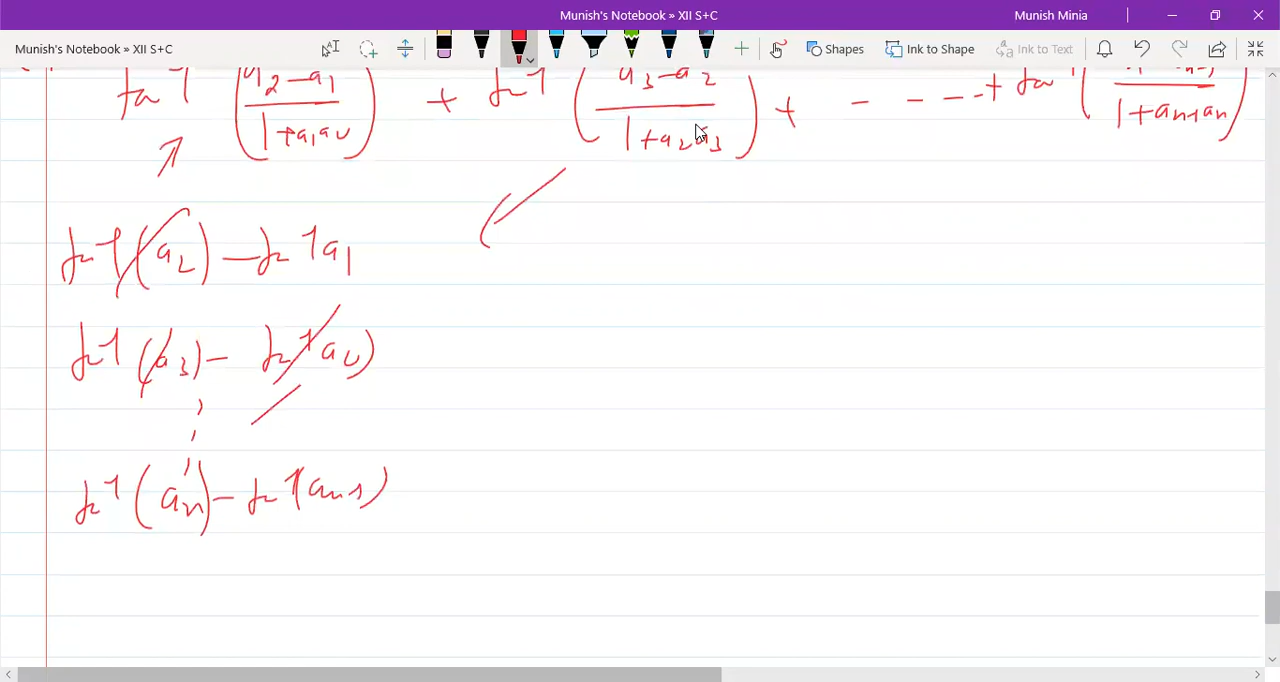 Munish's Notebook » XII S+C
Munish Minia
Munish's Notebook » XII S+C
Shapes
Ink to Shape
Ink to Text
tan⁻¹ (a₂-a₁/1+a₁a₂) + tan⁻¹ (a₃-a₂/1+a₂a₃) + - - - - + tan⁻¹ (/1+aₙ₋₁aₙ)
tan⁻¹(a₂) - tan⁻¹a₁
tan⁻¹(a₃) - tan⁻¹a₂)
tan⁻¹(aₙ) - tan⁻¹(aₙ₋₁)